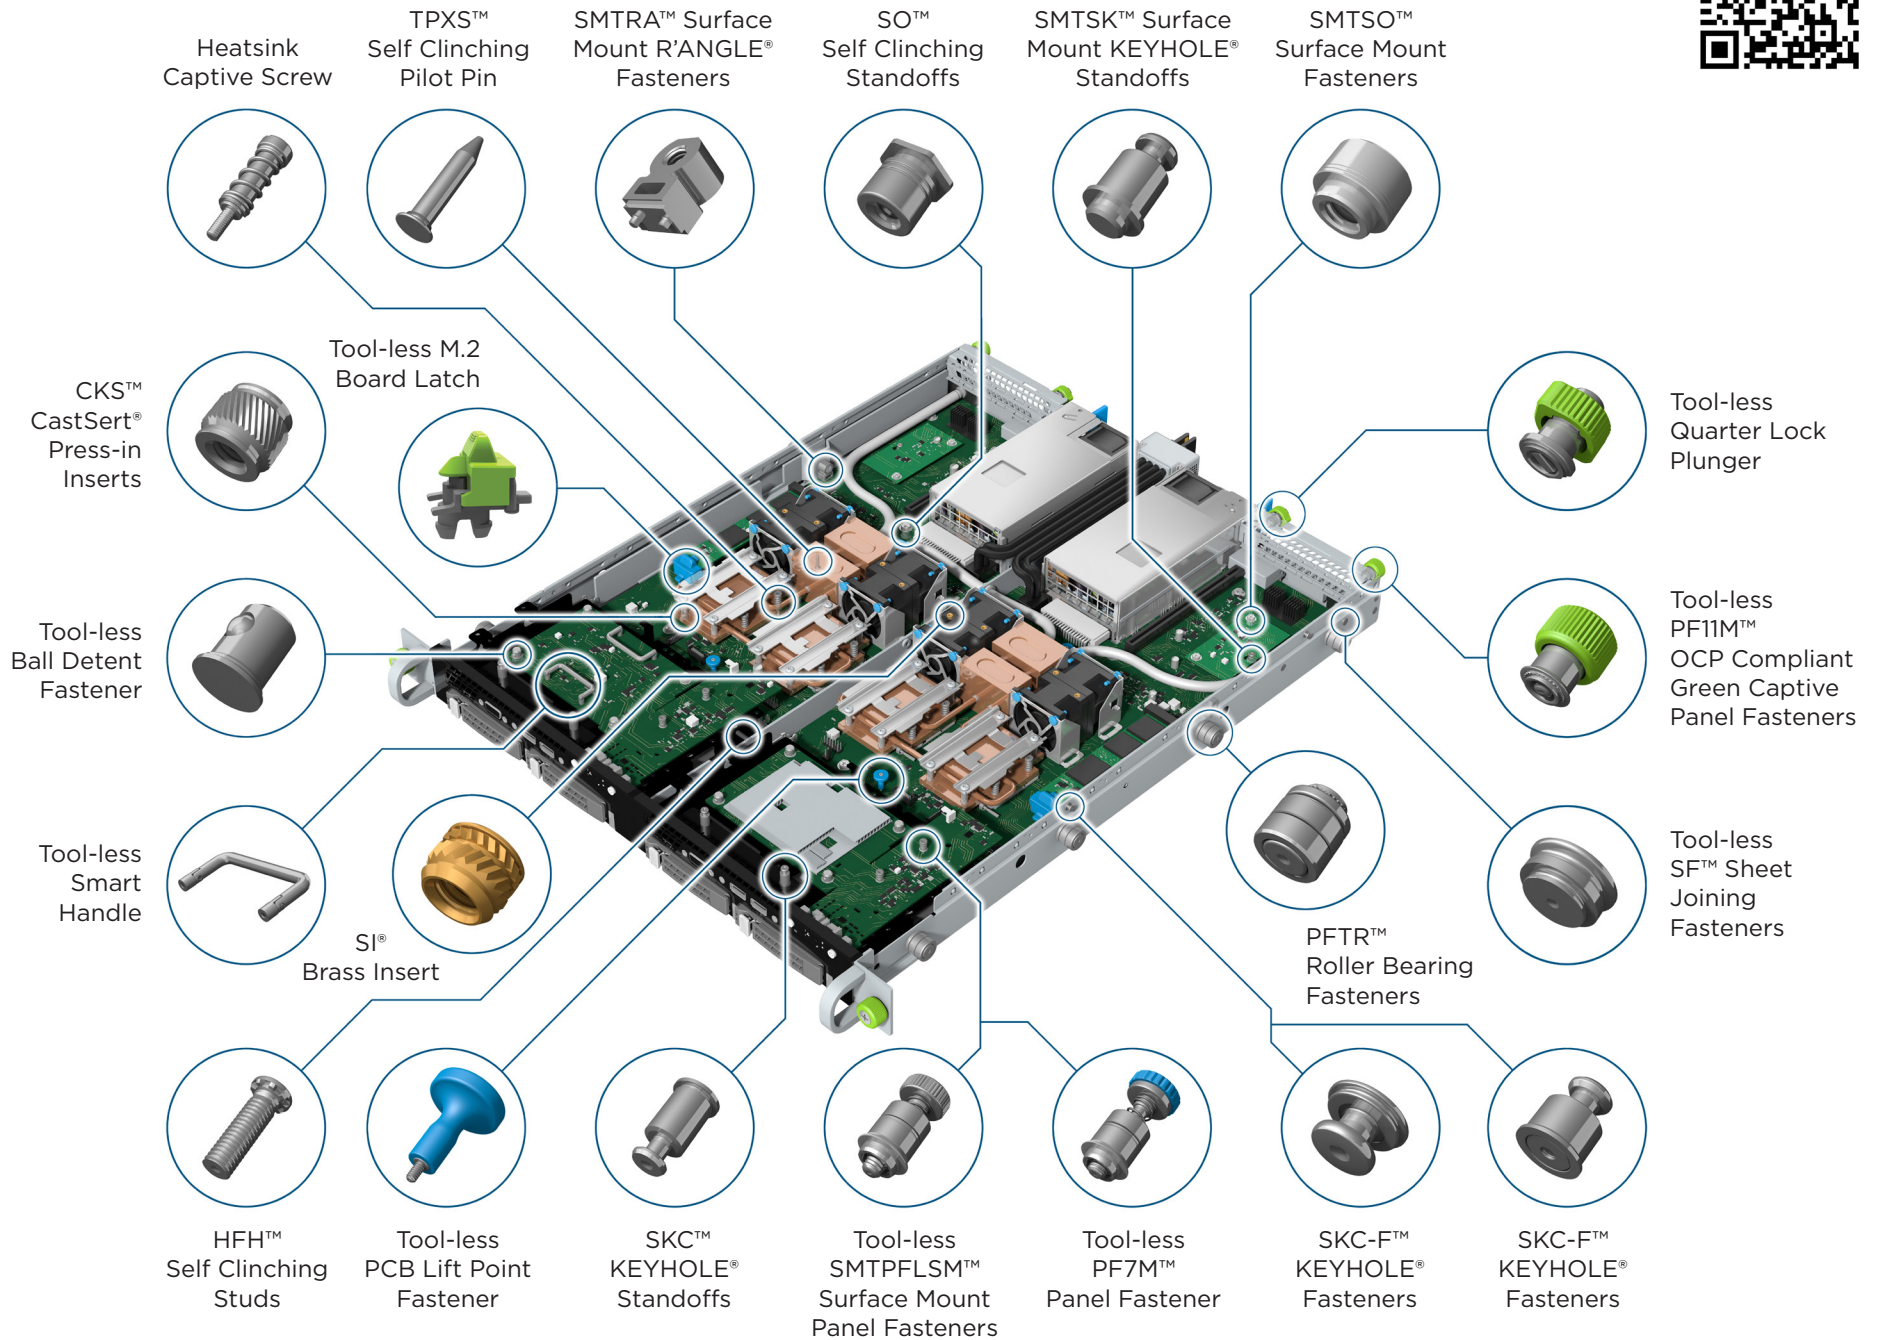 Heatsink
Captive Screw
TPXS™
Self Clinching
Pilot Pin
SMTRA™ Surface
Mount R'ANGLE®
Fasteners
SO™
Self Clinching
Standoffs
SMTSK™ Surface
Mount KEYHOLE®
Standoffs
SMTSO™
Surface Mount
Fasteners
CKS™
CastSert®
Press-in
Inserts
Tool-less M.2
Board Latch
Tool-less
Quarter Lock
Plunger
Tool-less
Ball Detent
Fastener
Tool-less
PF11M™
OCP Compliant
Green Captive
Panel Fasteners
Tool-less
Smart
Handle
SI®
Brass Insert
PFTR™
Roller Bearing
Fasteners
Tool-less
SF™ Sheet
Joining
Fasteners
HFH™
Self Clinching
Studs
Tool-less
PCB Lift Point
Fastener
SKC™
KEYHOLE®
Standoffs
Tool-less
SMTPFLSM™
Surface Mount
Panel Fasteners
Tool-less
PF7M™
Panel Fastener
SKC-F™
KEYHOLE®
Fasteners
SKC-F™
KEYHOLE®
Fasteners